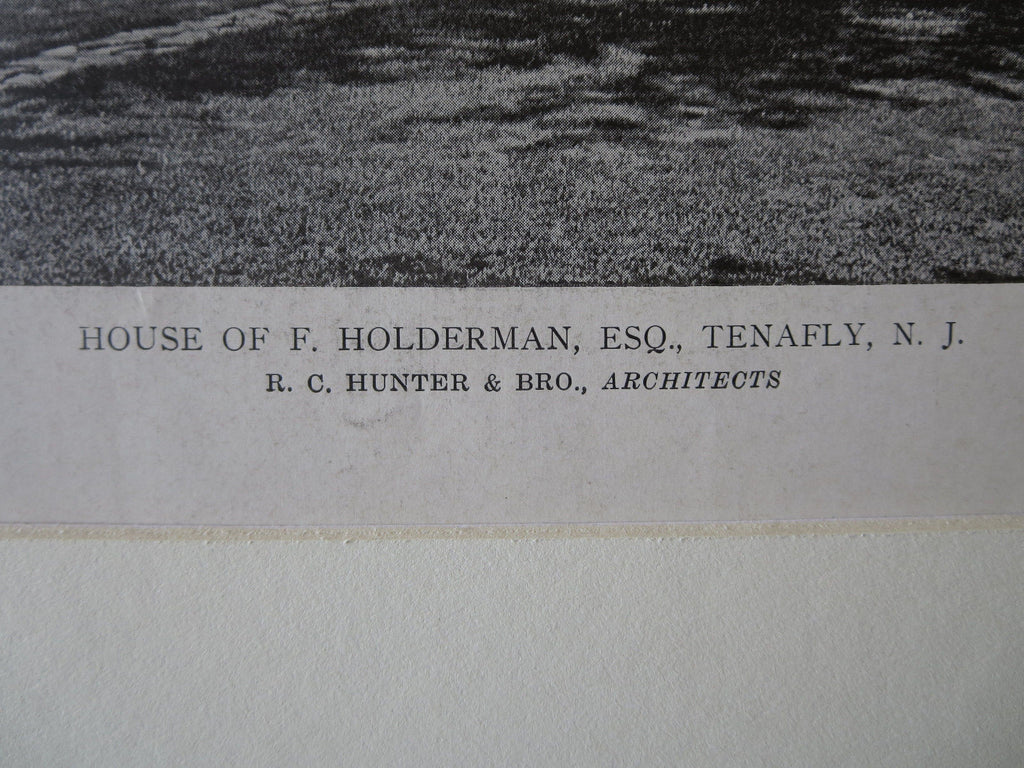 HOUSE OF F. HOLDERMAN, ESQ., TENAFLY, N. J.
R. C. HUNTER & BRO., ARCHITECTS